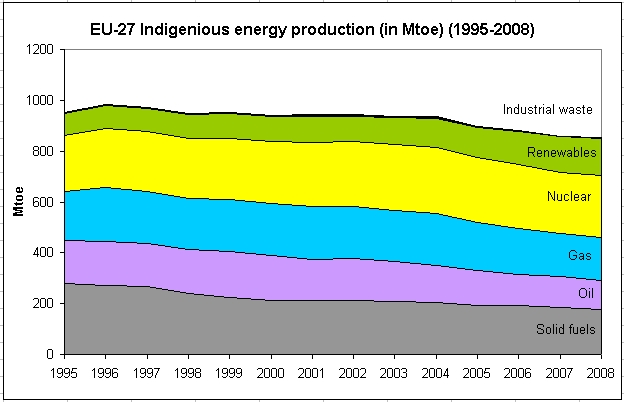 EU-27 Indigenious energy production (in Mtoe) (1995-2008)
1200
1000
800
600
400
200
0
Mtoe
Industrial waste
Renewables
Nuclear
Gas
Oil
Solid fuels
1995 1996 1997 1998 1999 2000 2001 2002 2003 2004 2005 2006 2007 2008